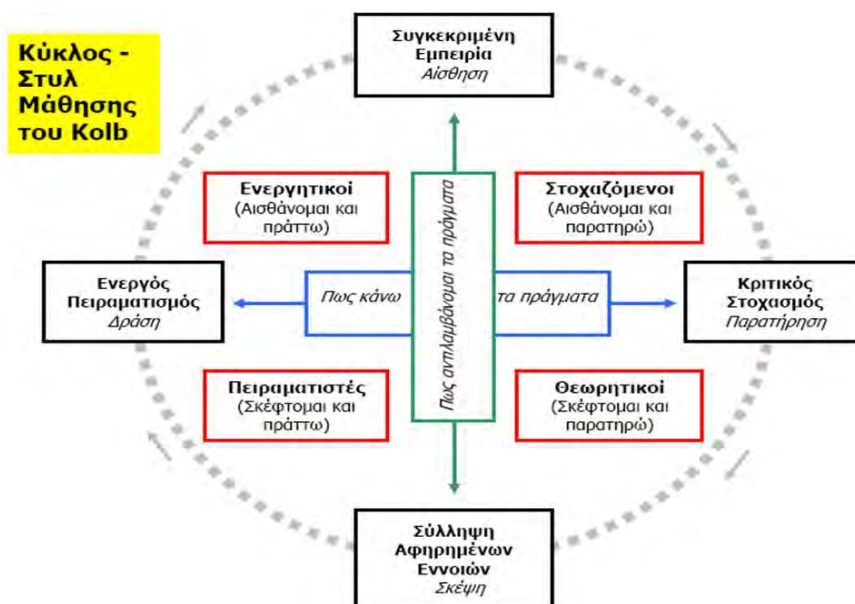 Κύκλος -
Στυλ
Μάθησης
του Kolb
Συγκεκριμένη
Εμπειρία
Αίσθηση
Ενεργητικοί
(Αισθάνομαι και
πράττω)
Στοχαζόμενοι
(Αισθάνομαι και
παρατηρώ)
Πως αντιλαμβάνομαι τα πράγματα
Ενεργός
Πειραματισμός
Δράση
Πως κάνω τα πράγματα
Κριτικός
Στοχασμός
Παρατήρηση
Πειραματιστές
(Σκέφτομαι και
πράττω)
Θεωρητικοί
(Σκέφτομαι και
παρατηρώ)
Σύλληψη
Αφηρημένων
Εννοιών
Σκέψη